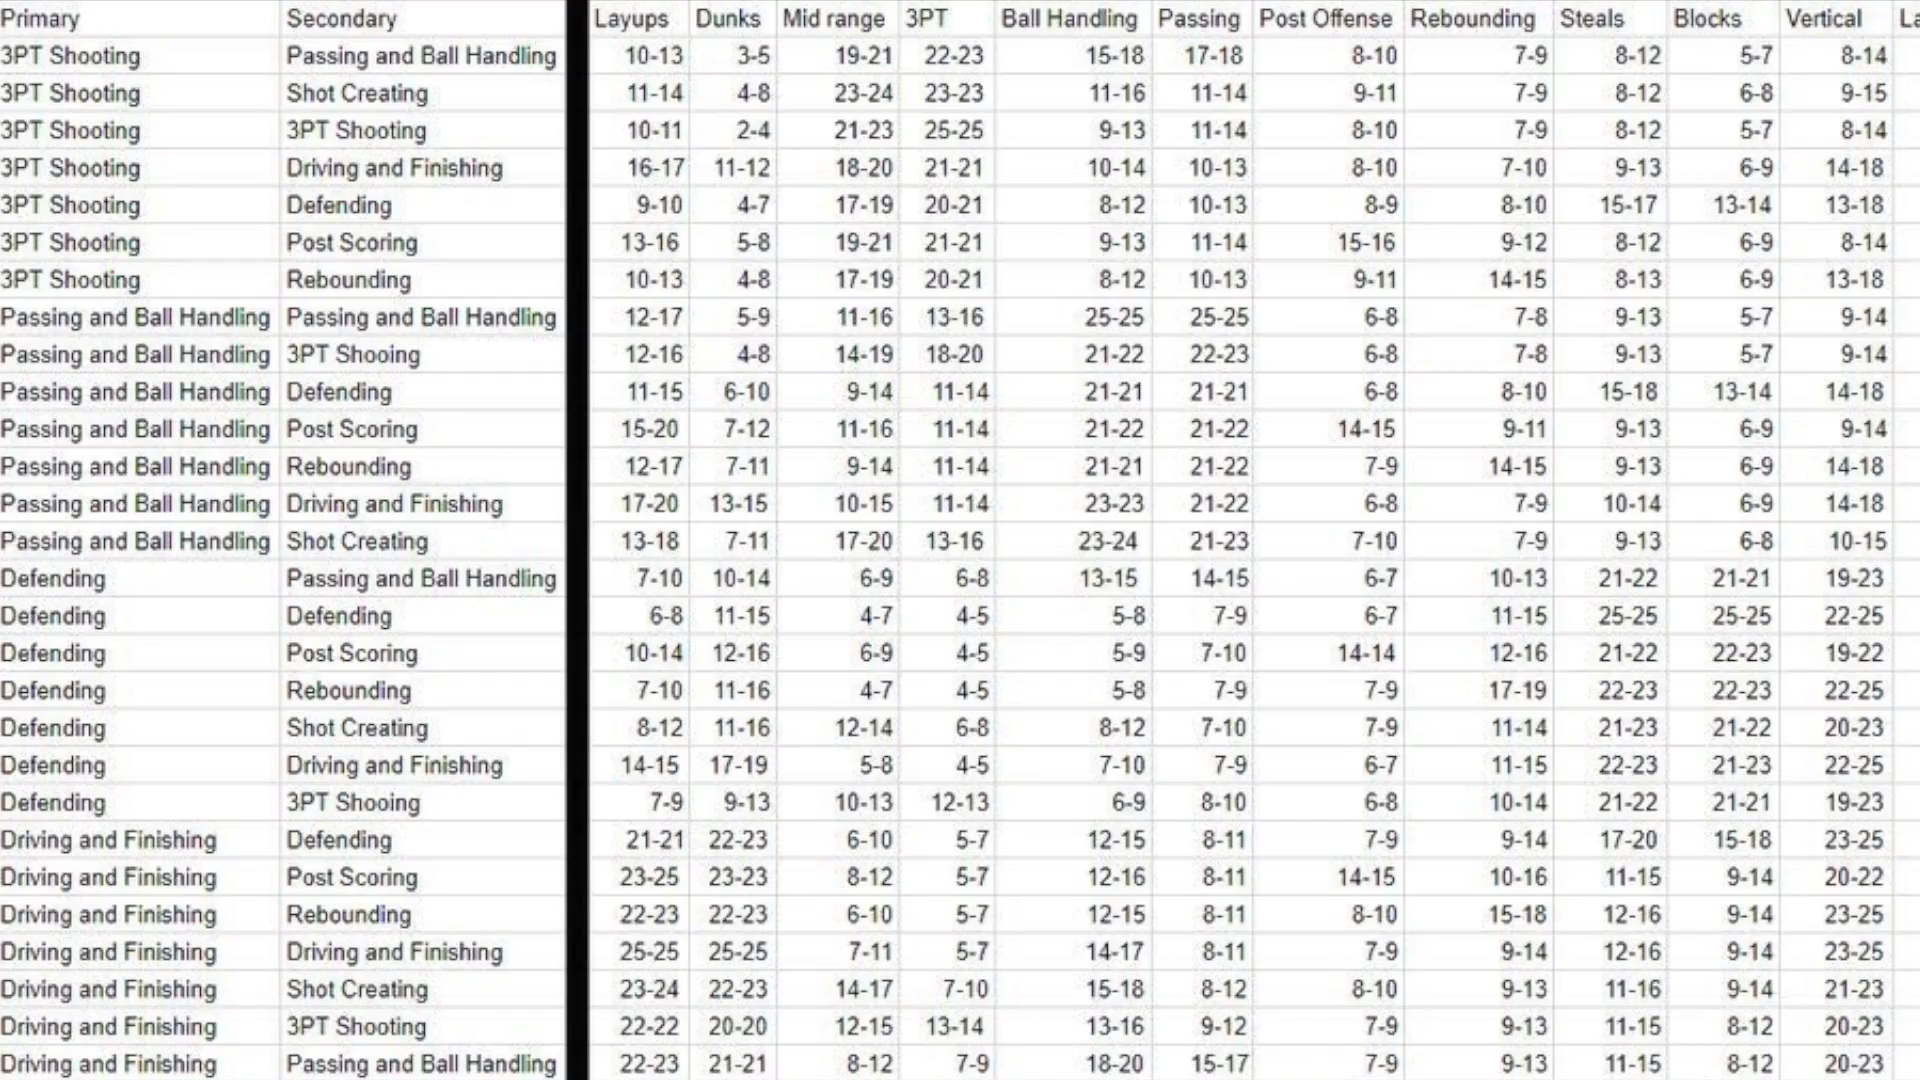 Primary Secondary Layups Dunks Mid range 3PT Ball Handling Passing Post Offense Rebounding Steals Blocks Vertical La
3PT Shooting Passing and Ball Handling 10-13 3-5 19-21 22-23 15-18 17-18 8-10 7-9 8-12 5-7 8-14
3PT Shooting Shot Creating 11-14 4-8 23-24 23-23 11-16 11-14 9-11 7-9 8-12 6-8 9-15
3PT Shooting 3PT Shooting 10-11 2-4 21-23 25-25 9-13 11-14 8-10 7-9 8-12 5-7 8-14
3PT Shooting Driving and Finishing 16-17 11-12 18-20 21-21 10-14 10-13 8-10 7-10 9-13 6-9 14-18
3PT Shooting Defending 9-10 4-7 17-19 20-21 8-12 10-13 8-9 8-10 15-17 13-14 13-18
3PT Shooting Post Scoring 13-16 5-8 19-21 21-21 9-13 11-14 15-16 9-12 8-12 6-9 8-14
3PT Shooting Rebounding 10-13 4-8 17-19 20-21 8-12 10-13 9-11 14-15 8-13 6-9 13-18
Passing and Ball Handling Passing and Ball Handling 12-17 5-9 11-16 13-16 25-25 25-25 6-8 7-8 9-13 5-7 9-14
Passing and Ball Handling 3PT Shooing 12-16 4-8 14-19 18-20 21-22 22-23 6-8 7-8 9-13 5-7 9-14
Passing and Ball Handling Defending 11-15 6-10 9-14 11-14 21-21 21-21 6-8 8-10 15-18 13-14 14-18
Passing and Ball Handling Post Scoring 15-20 7-12 11-16 11-14 21-22 21-22 14-15 9-11 9-13 6-9 9-14
Passing and Ball Handling Rebounding 12-17 7-11 9-14 11-14 21-21 21-22 7-9 14-15 9-13 6-9 14-18
Passing and Ball Handling Driving and Finishing 17-20 13-15 10-15 11-14 23-23 21-22 6-8 7-9 10-14 6-9 14-18
Passing and Ball Handling Shot Creating 13-18 7-11 17-20 13-16 23-24 21-23 7-10 7-9 9-13 6-8 10-15
Defending Passing and Ball Handling 7-10 10-14 6-9 6-8 13-15 14-15 6-7 10-13 21-22 21-21 19-23
Defending Defending 6-8 11-15 4-7 4-5 5-8 7-9 6-7 11-15 25-25 25-25 22-25
Defending Post Scoring 10-14 12-16 6-9 4-5 5-9 7-10 14-14 12-16 21-22 22-23 19-22
Defending Rebounding 7-10 11-16 4-7 4-5 5-8 7-9 7-9 17-19 22-23 22-23 22-25
Defending Shot Creating 8-12 11-16 12-14 6-8 8-12 7-10 7-9 11-14 21-23 21-22 20-23
Defending Driving and Finishing 14-15 17-19 5-8 4-5 7-10 7-9 6-7 11-15 22-23 21-23 22-25
Defending 3PT Shooing 7-9 9-13 10-13 12-13 6-9 8-10 6-8 10-14 21-22 21-21 19-23
Driving and Finishing Defending 21-21 22-23 6-10 5-7 12-15 8-11 7-9 9-14 17-20 15-18 23-25
Driving and Finishing Post Scoring 23-25 23-23 8-12 5-7 12-16 8-11 14-15 10-16 11-15 9-14 20-22
Driving and Finishing Rebounding 22-23 22-23 6-10 5-7 12-15 8-11 8-10 15-18 12-16 9-14 23-25
Driving and Finishing Driving and Finishing 25-25 25-25 7-11 5-7 14-17 8-11 7-9 9-14 12-16 9-14 23-25
Driving and Finishing Shot Creating 23-24 22-23 14-17 7-10 15-18 8-12 8-10 9-13 11-16 9-14 21-23
Driving and Finishing 3PT Shooting 22-22 20-20 12-15 13-14 13-16 9-12 7-9 9-13 11-15 8-12 20-23
Driving and Finishing Passing and Ball Handling 22-23 21-21 8-12 7-9 18-20 15-17 7-9 9-13 11-15 8-12 20-23